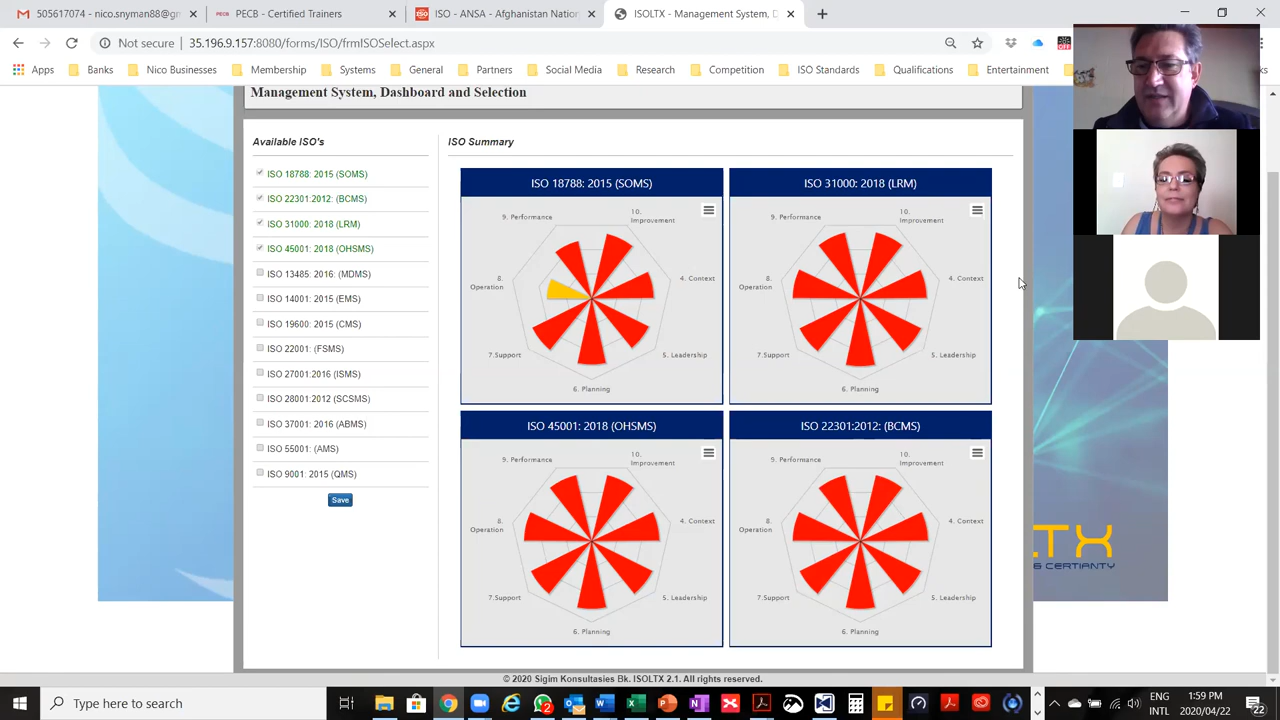 505617074 - nico.snyman88@gm
PECB - Certified Trainers
ISO - ANSA - Afghanistan Nation
ISOLTX - Management System, D
Not secure
35.196.9.157:8080/forms/ISO/frmISOSelect.aspx
OFF
Apps
Banks
Nico Businesses
Membership
Systems
General
Partners
Social Media
Research
Competition
ISO Standards
Qualifications
Entertainment
Management System, Dashboard and Selection
Available ISO's
ISO 18788: 2015 (SOMS)
ISO 22301:2012: (BCMS)
ISO 31000: 2018 (LRM)
ISO 45001: 2018 (OHSMS)
ISO 13485: 2016: (MDMS)
ISO 14001: 2015 (EMS)
ISO 19600: 2015 (CMS)
ISO 22001: (FSMS)
ISO 27001:2016 (ISMS)
ISO 28001:2012 (SCSMS)
ISO 37001: 2016 (ABMS)
ISO 55001: (AMS)
ISO 9001: 2015 (QMS)
Save
ISO Summary
ISO 18788: 2015 (SOMS)
9. Performance
10.
Improvement
8.
Operation
4. Context
7.Support
5. Leadership
6. Planning
ISO 31000: 2018 (LRM)
9. Performance
10.
Improvement
8.
Operation
4. Context
7.Support
5. Leadership
6. Planning
ISO 45001: 2018 (OHSMS)
9. Performance
10.
Improvement
8.
Operation
4. Context
7.Support
5. Leadership
6. Planning
ISO 22301:2012: (BCMS)
9. Performance
10.
Improvement
8.
Operation
4. Context
7.Support
5. Leadership
6. Planning
LTX
& CERTIANTY
© 2020 Sigim Konsultasies Bk. ISOLTX 2.1. All rights reserved.
Type here to search
2
ENG
INTL
1:59 PM
2020/04/22
22